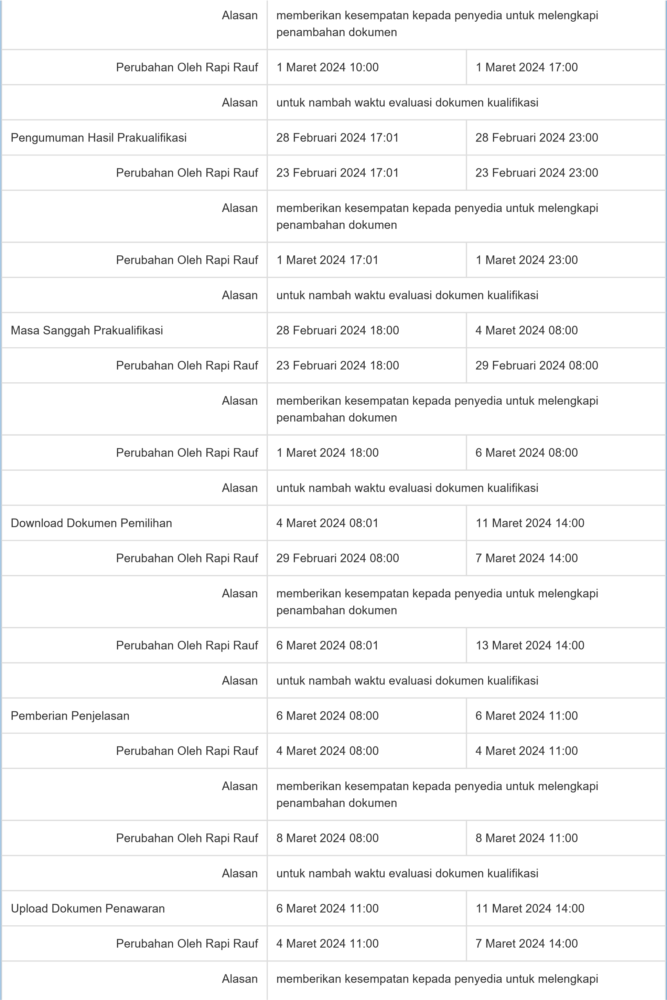 Alasan memberikan kesempatan kepada penyedia untuk melengkapi
penambahan dokumen
Perubahan Oleh Rapi Rauf 1 Maret 2024 10:00 1 Maret 2024 17:00
Alasan untuk nambah waktu evaluasi dokumen kualifikasi
Pengumuman Hasil Prakualifikasi 28 Februari 2024 17:01 28 Februari 2024 23:00
Perubahan Oleh Rapi Rauf 23 Februari 2024 17:01 23 Februari 2024 23:00
Alasan memberikan kesempatan kepada penyedia untuk melengkapi
penambahan dokumen
Perubahan Oleh Rapi Rauf 1 Maret 2024 17:01 1 Maret 2024 23:00
Alasan untuk nambah waktu evaluasi dokumen kualifikasi
Masa Sanggah Prakualifikasi 28 Februari 2024 18:00 4 Maret 2024 08:00
Perubahan Oleh Rapi Rauf 23 Februari 2024 18:00 29 Februari 2024 08:00
Alasan memberikan kesempatan kepada penyedia untuk melengkapi
penambahan dokumen
Perubahan Oleh Rapi Rauf 1 Maret 2024 18:00 6 Maret 2024 08:00
Alasan untuk nambah waktu evaluasi dokumen kualifikasi
Download Dokumen Pemilihan 4 Maret 2024 08:01 11 Maret 2024 14:00
Perubahan Oleh Rapi Rauf 29 Februari 2024 08:00 7 Maret 2024 14:00
Alasan memberikan kesempatan kepada penyedia untuk melengkapi
penambahan dokumen
Perubahan Oleh Rapi Rauf 6 Maret 2024 08:01 13 Maret 2024 14:00
Alasan untuk nambah waktu evaluasi dokumen kualifikasi
Pemberian Penjelasan 6 Maret 2024 08:00 6 Maret 2024 11:00
Perubahan Oleh Rapi Rauf 4 Maret 2024 08:00 4 Maret 2024 11:00
Alasan memberikan kesempatan kepada penyedia untuk melengkapi
penambahan dokumen
Perubahan Oleh Rapi Rauf 8 Maret 2024 08:00 8 Maret 2024 11:00
Alasan untuk nambah waktu evaluasi dokumen kualifikasi
Upload Dokumen Penawaran 6 Maret 2024 11:00 11 Maret 2024 14:00
Perubahan Oleh Rapi Rauf 4 Maret 2024 11:00 7 Maret 2024 14:00
Alasan memberikan kesempatan kepada penyedia untuk melengkapi